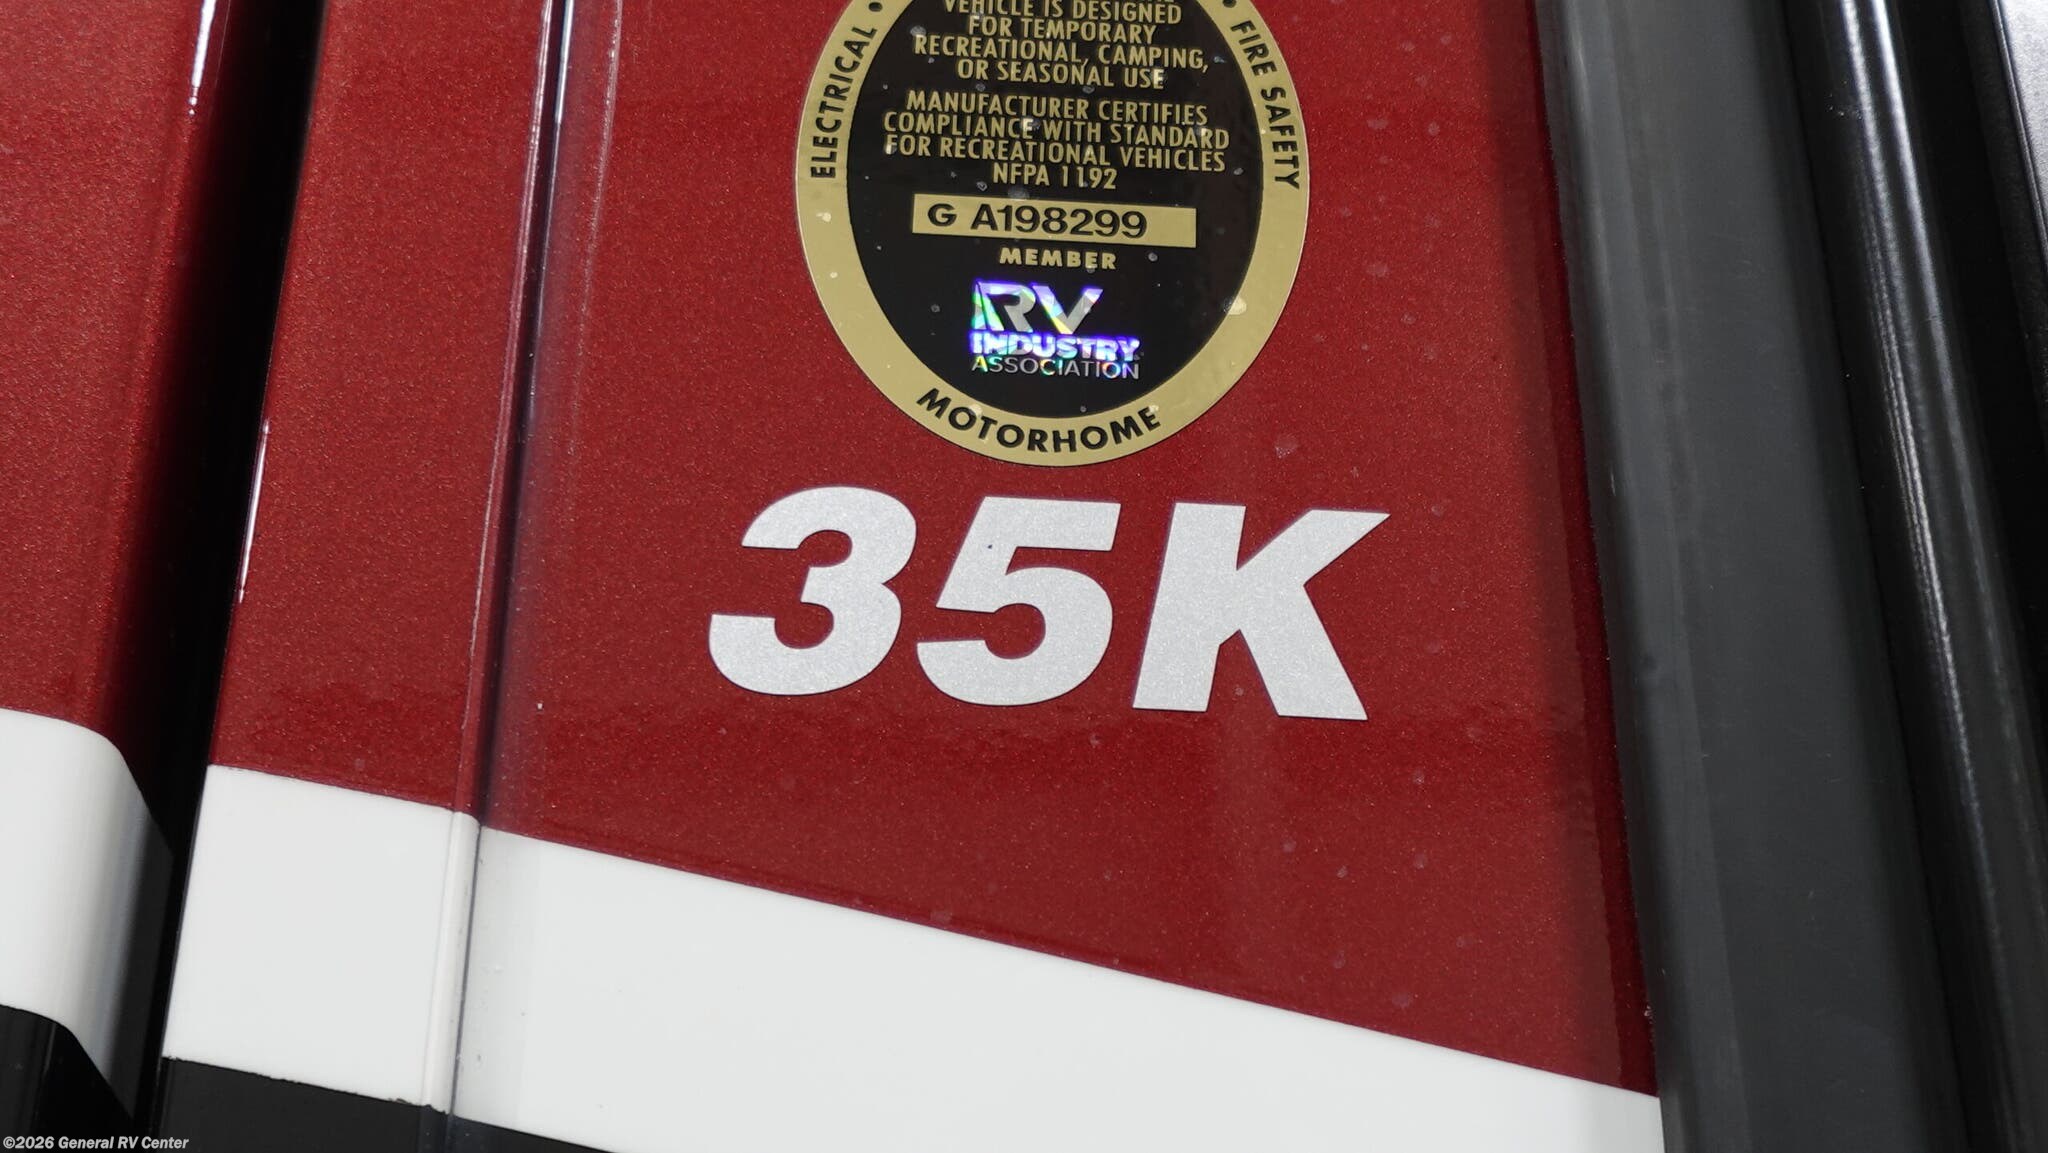 VEHICLE IS DESIGNED
FOR TEMPORARY
RECREATIONAL, CAMPING,
OR SEASONAL USE
MANUFACTURER CERTIFIES
COMPLIANCE WITH STANDARD
FOR RECREATIONAL VEHICLES
NFPA 1192
G A198299
MEMBER
RV
INDUSTRY
ASSOCIATION
ELECTRICAL •
• FIRE SAFETY
MOTORHOME
35K
©2026 General RV Center